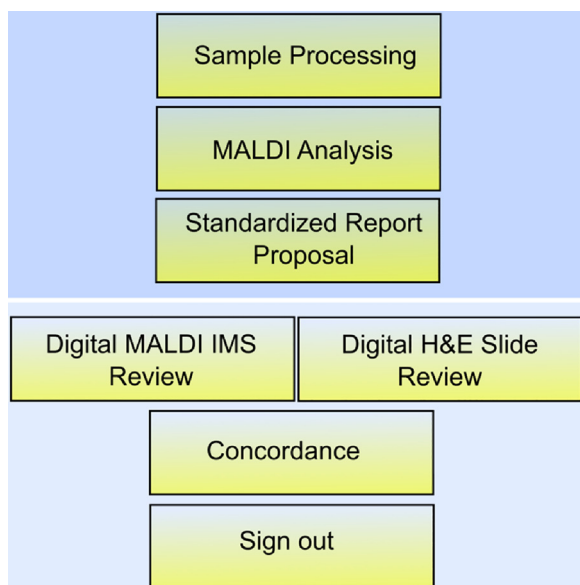 Sample Processing
MALDI Analysis
Standardized Report
Proposal
Digital MALDI IMS
Review
Digital H&E Slide
Review
Concordance
Sign out